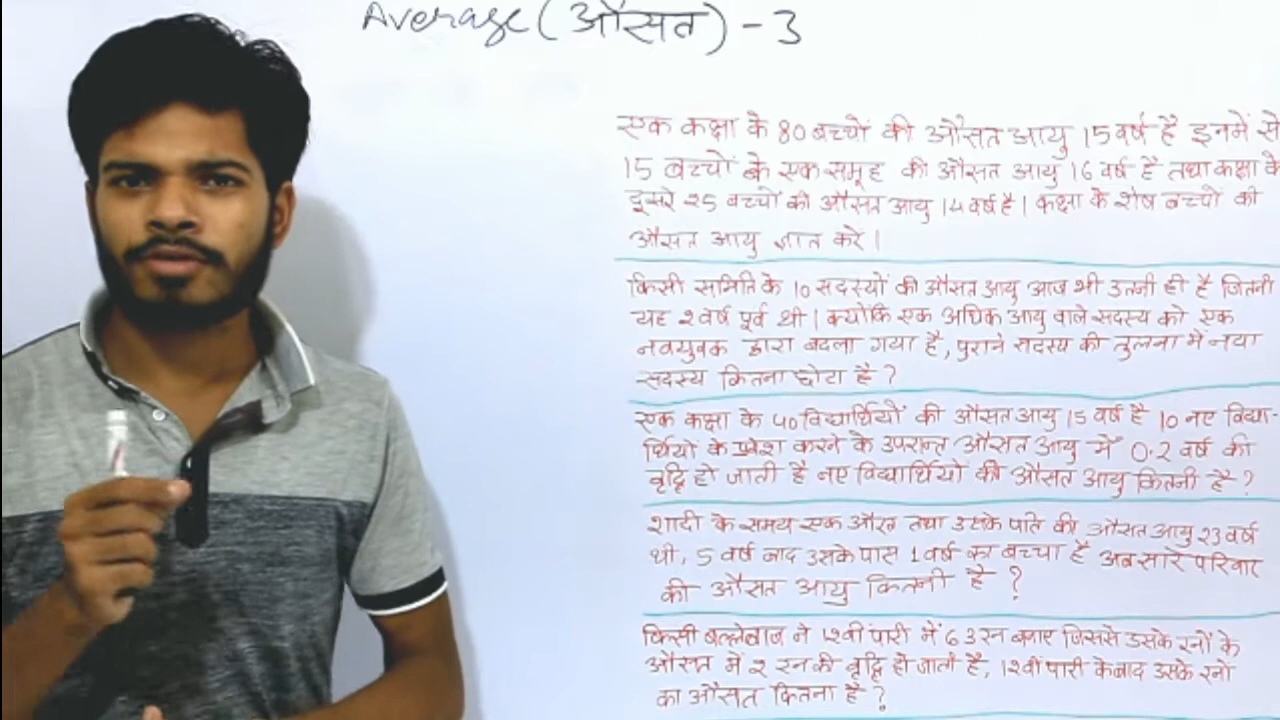 Average (औसत) - 3
एक कक्षा के 80 बच्चों की औसत आयु 15 वर्ष है इनमें से
15 बच्चों के एक समूह की औसत आयु 16 वर्ष है तथा कक्षा के
दूसरे 25 बच्चों की औसत आयु 14 वर्ष है। कक्षा के शेष बच्चों की
औसत आयु ज्ञात करें।
किसी समिति के 10 सदस्यों की औसत आयु आज भी उतनी ही है जितनी
यह 2 वर्ष पूर्व थी। क्योंकि एक अधिक आयु वाले सदस्य को एक
नवयुवक द्वारा बदला गया है, पुराने सदस्य की तुलना में नया
सदस्य कितना छोटा है?
एक कक्षा के 40 विद्यार्थियों की औसत आयु 15 वर्ष है 10 नए विद्या-
र्थियों के प्रवेश करने के उपरान्त औसत आयु में 0.2 वर्ष की
वृद्धि हो जाती है नए विद्यार्थियों की औसत आयु कितनी है?
शादी के समय एक औरत तथा उसके पति की औसत आयु 23 वर्ष
थी, 5 वर्ष बाद उसके पास 1 वर्ष का बच्चा है अब सारे परिवार
की औसत आयु कितनी है?
किसी बल्लेबाज ने 12वीं पारी में 63 रन बनाए जिससे उसके रनों के
औसत में 2 रन की वृद्धि हो जाती है, 12वीं पारी के बाद उसके रनों
का औसत कितना है?